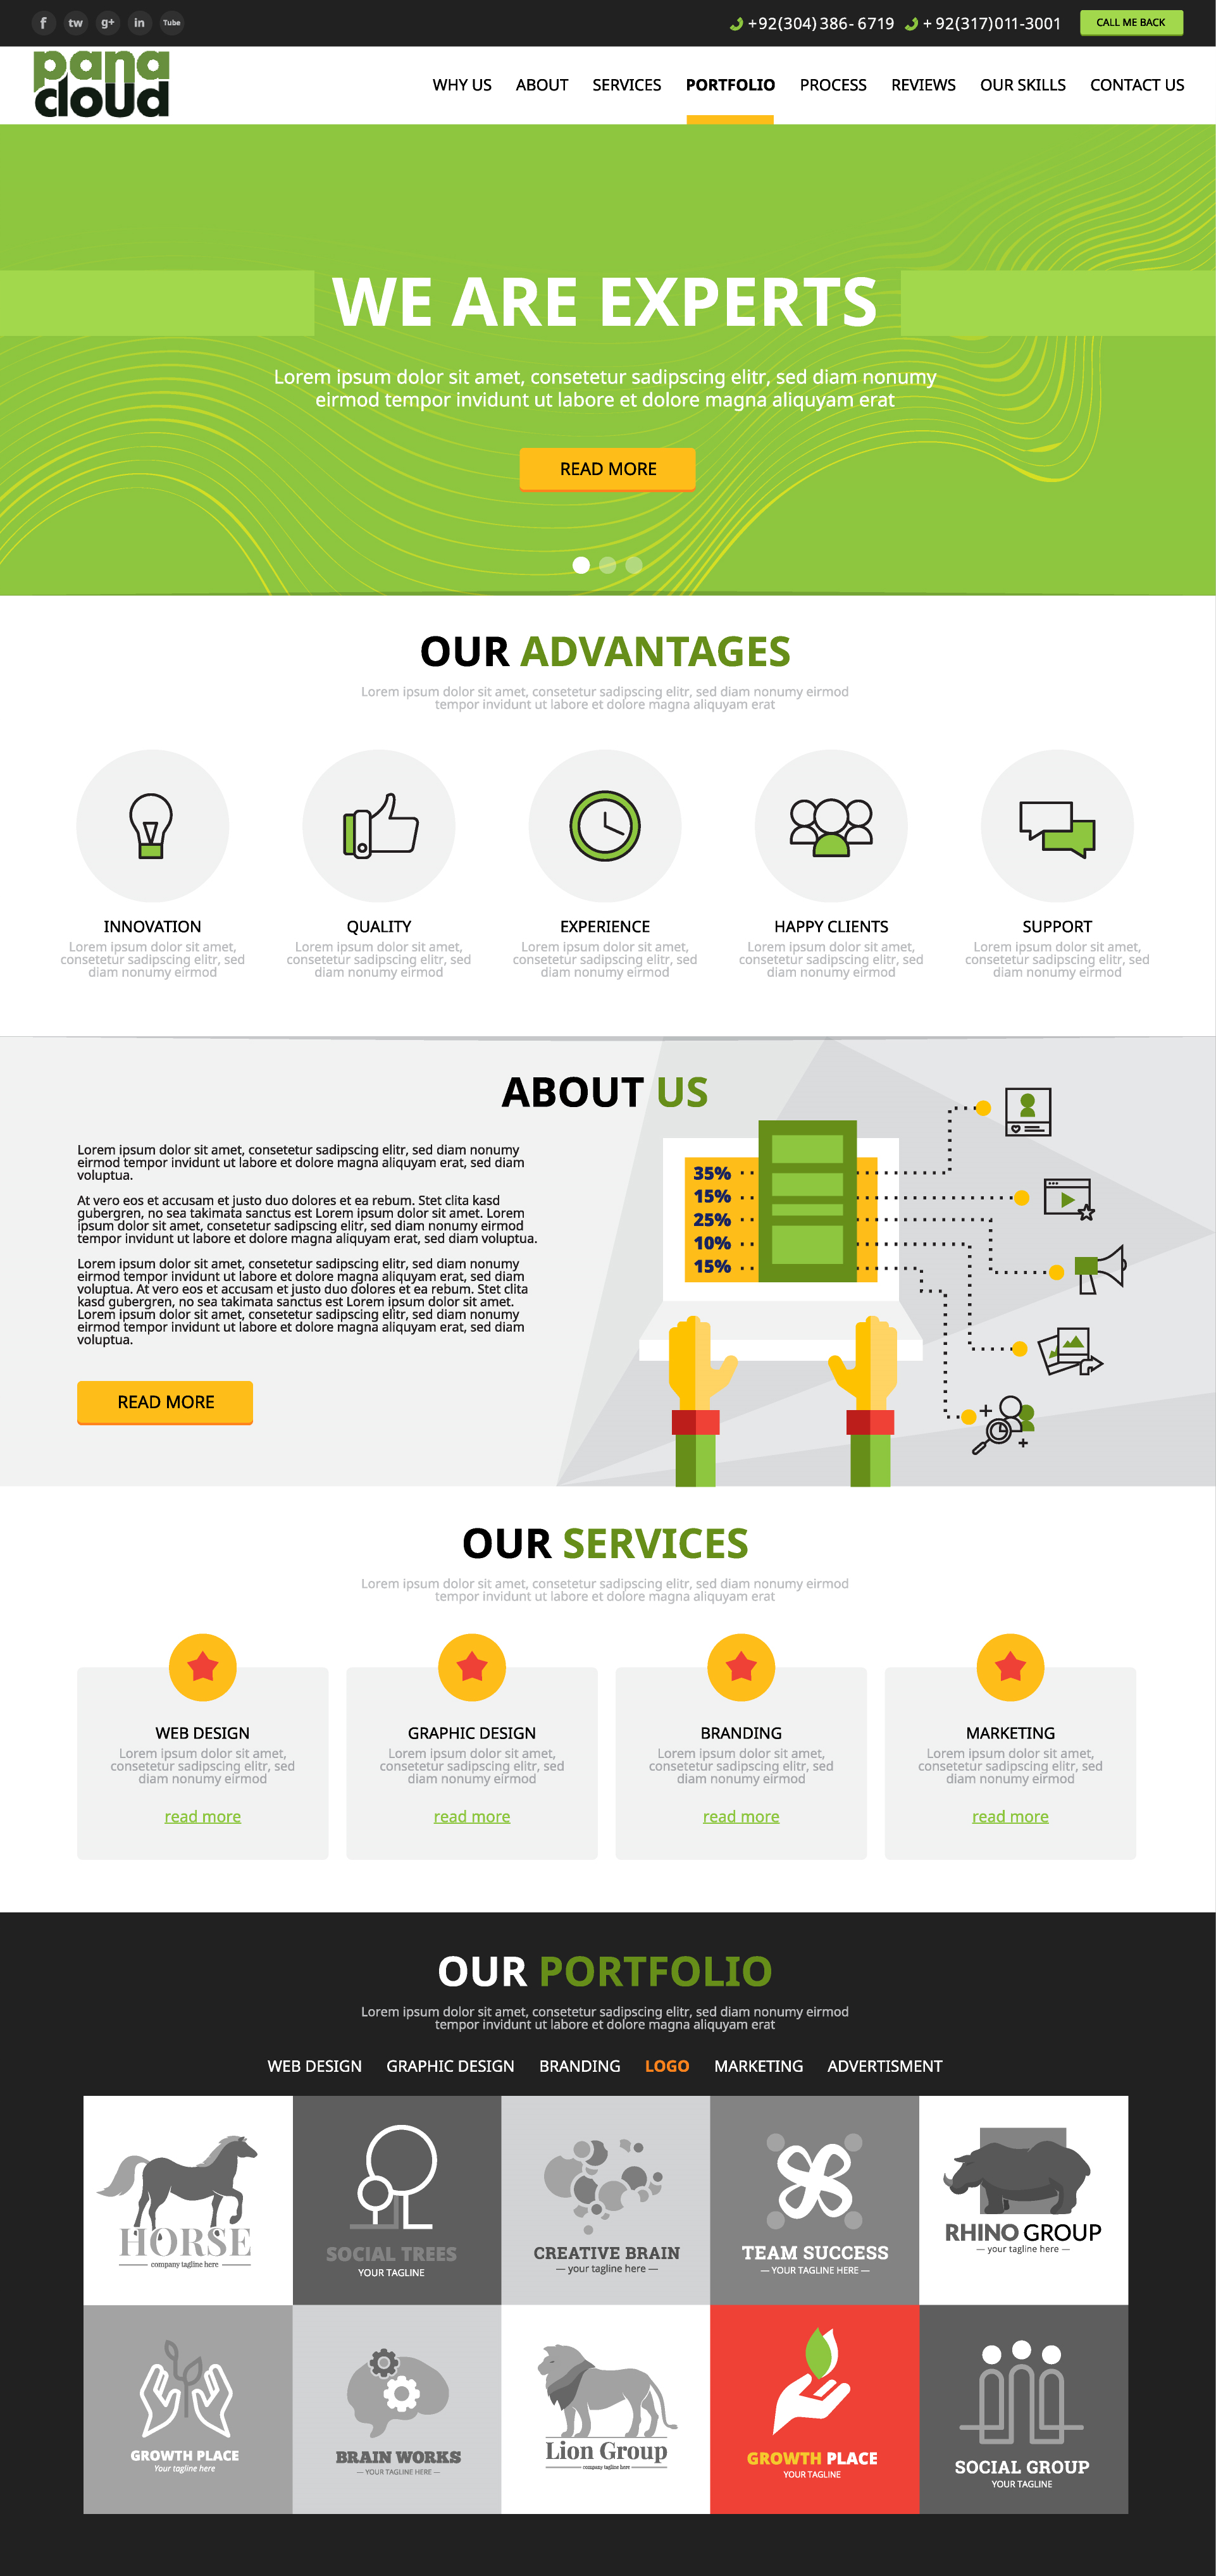 f tw g+ in Tube
+92(304)386-6719 +92(317)011-3001 CALL ME BACK
pana
cloud
WHY US ABOUT SERVICES PORTFOLIO PROCESS REVIEWS OUR SKILLS CONTACT US
WE ARE EXPERTS
Lorem ipsum dolor sit amet, consetetur sadipscing elitr, sed diam nonumy
eirmod tempor invidunt ut labore et dolore magna aliquyam erat
READ MORE
OUR ADVANTAGES
Lorem ipsum dolor sit amet, consetetur sadipscing elitr, sed diam nonumy eirmod
tempor invidunt ut labore et dolore magna aliquyam erat
INNOVATION
Lorem ipsum dolor sit amet,
consetetur sadipscing elitr, sed
diam nonumy eirmod
QUALITY
Lorem ipsum dolor sit amet,
consetetur sadipscing elitr, sed
diam nonumy eirmod
EXPERIENCE
Lorem ipsum dolor sit amet,
consetetur sadipscing elitr, sed
diam nonumy eirmod
HAPPY CLIENTS
Lorem ipsum dolor sit amet,
consetetur sadipscing elitr, sed
diam nonumy eirmod
SUPPORT
Lorem ipsum dolor sit amet,
consetetur sadipscing elitr, sed
diam nonumy eirmod
ABOUT US
Lorem ipsum dolor sit amet, consetetur sadipscing elitr, sed diam nonumy
eirmod tempor invidunt ut labore et dolore magna aliquyam erat, sed diam
voluptua.
At vero eos et accusam et justo duo dolores et ea rebum. Stet clita kasd
gubergren, no sea takimata sanctus est Lorem ipsum dolor sit amet. Lorem
ipsum dolor sit amet, consetetur sadipscing elitr, sed diam nonumy eirmod
tempor invidunt ut labore et dolore magna aliquyam erat, sed diam voluptua.
Lorem ipsum dolor sit amet, consetetur sadipscing elitr, sed diam nonumy
eirmod tempor invidunt ut labore et dolore magna aliquyam erat, sed diam
voluptua. At vero eos et accusam et justo duo dolores et ea rebum. Stet clita
kasd gubergren, no sea takimata sanctus est Lorem ipsum dolor sit amet.
Lorem ipsum dolor sit amet, consetetur sadipscing elitr, sed diam nonumy
eirmod tempor invidunt ut labore et dolore magna aliquyam erat, sed diam
voluptua.
READ MORE
35%
15%
25%
10%
15%
OUR SERVICES
Lorem ipsum dolor sit amet, consetetur sadipscing elitr, sed diam nonumy eirmod
tempor invidunt ut labore et dolore magna aliquyam erat
WEB DESIGN
Lorem ipsum dolor sit amet,
consetetur sadipscing elitr, sed
diam nonumy eirmod
read more
GRAPHIC DESIGN
Lorem ipsum dolor sit amet,
consetetur sadipscing elitr, sed
diam nonumy eirmod
read more
BRANDING
Lorem ipsum dolor sit amet,
consetetur sadipscing elitr, sed
diam nonumy eirmod
read more
MARKETING
Lorem ipsum dolor sit amet,
consetetur sadipscing elitr, sed
diam nonumy eirmod
read more
OUR PORTFOLIO
Lorem ipsum dolor sit amet, consetetur sadipscing elitr, sed diam nonumy eirmod
tempor invidunt ut labore et dolore magna aliquyam erat
WEB DESIGN GRAPHIC DESIGN BRANDING LOGO MARKETING ADVERTISMENT
HORSE
company tagline here
SOCIAL TREES
YOUR TAGLINE
CREATIVE BRAIN
— your tagline here —
TEAM SUCCESS
— YOUR TAGLINE HERE —
RHINO GROUP
— your tagline here —
GROWTH PLACE
Your tagline here
BRAIN WORKS
— YOUR TAGLINE HERE —
Lion Group
company tagline here
GROWTH PLACE
YOUR TAGLINE
SOCIAL GROUP
YOUR TAGLINE